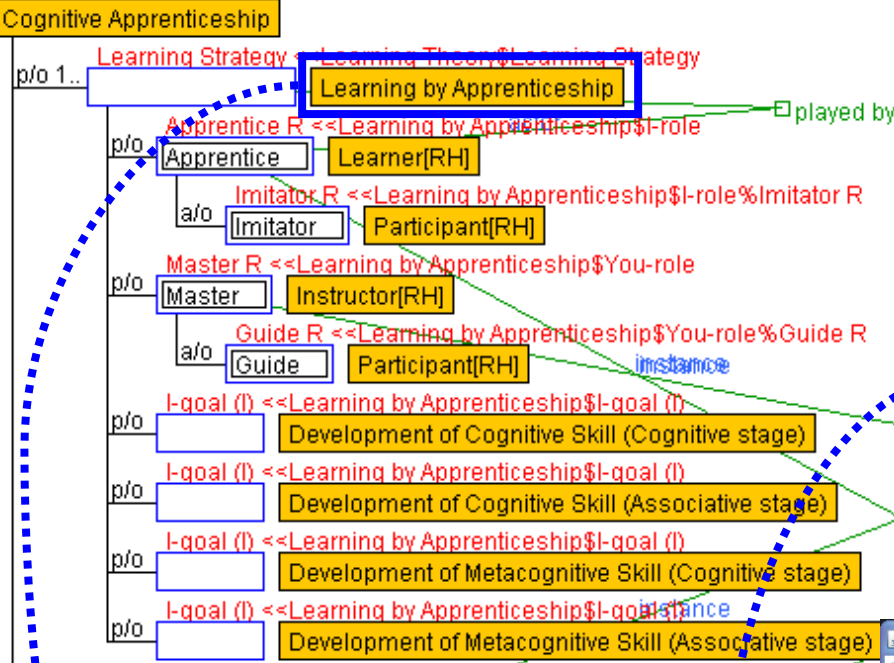 Cognitive Apprenticeship
Learning Strategy <<Learning Theory$Learning Strategy
p/o 1.. Learning by Apprenticeship
played by
Apprentice R <<Learning by Apprenticeship$I-role
p/o Apprentice Learner[RH]
Imitator R <<Learning by Apprenticeship$I-role%Imitator R
a/o Imitator Participant[RH]
Master R <<Learning by Apprenticeship$You-role
p/o Master Instructor[RH]
Guide R <<Learning by Apprenticeship$You-role%Guide R
a/o Guide Participant[RH] instance
I-goal (I) <<Learning by Apprenticeship$I-goal (I)
p/o Development of Cognitive Skill (Cognitive stage)
I-goal (I) <<Learning by Apprenticeship$I-goal (I)
p/o Development of Cognitive Skill (Associative stage)
I-goal (I) <<Learning by Apprenticeship$I-goal (I)
p/o Development of Metacognitive Skill (Cognitive stage)
I-goal (I) <<Learning by Apprenticeship$I-goal (I) instance
p/o Development of Metacognitive Skill (Associative stage)